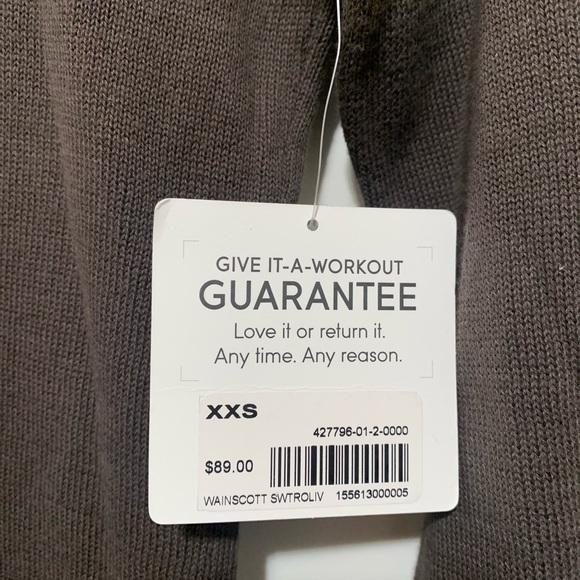 GIVE IT-A-WORKOUT
GUARANTEE
Love it or return it.
Any time. Any reason.
XXS
427796-01-2-0000
$89.00
WAINSCOTT SWTROLIV 155613000005